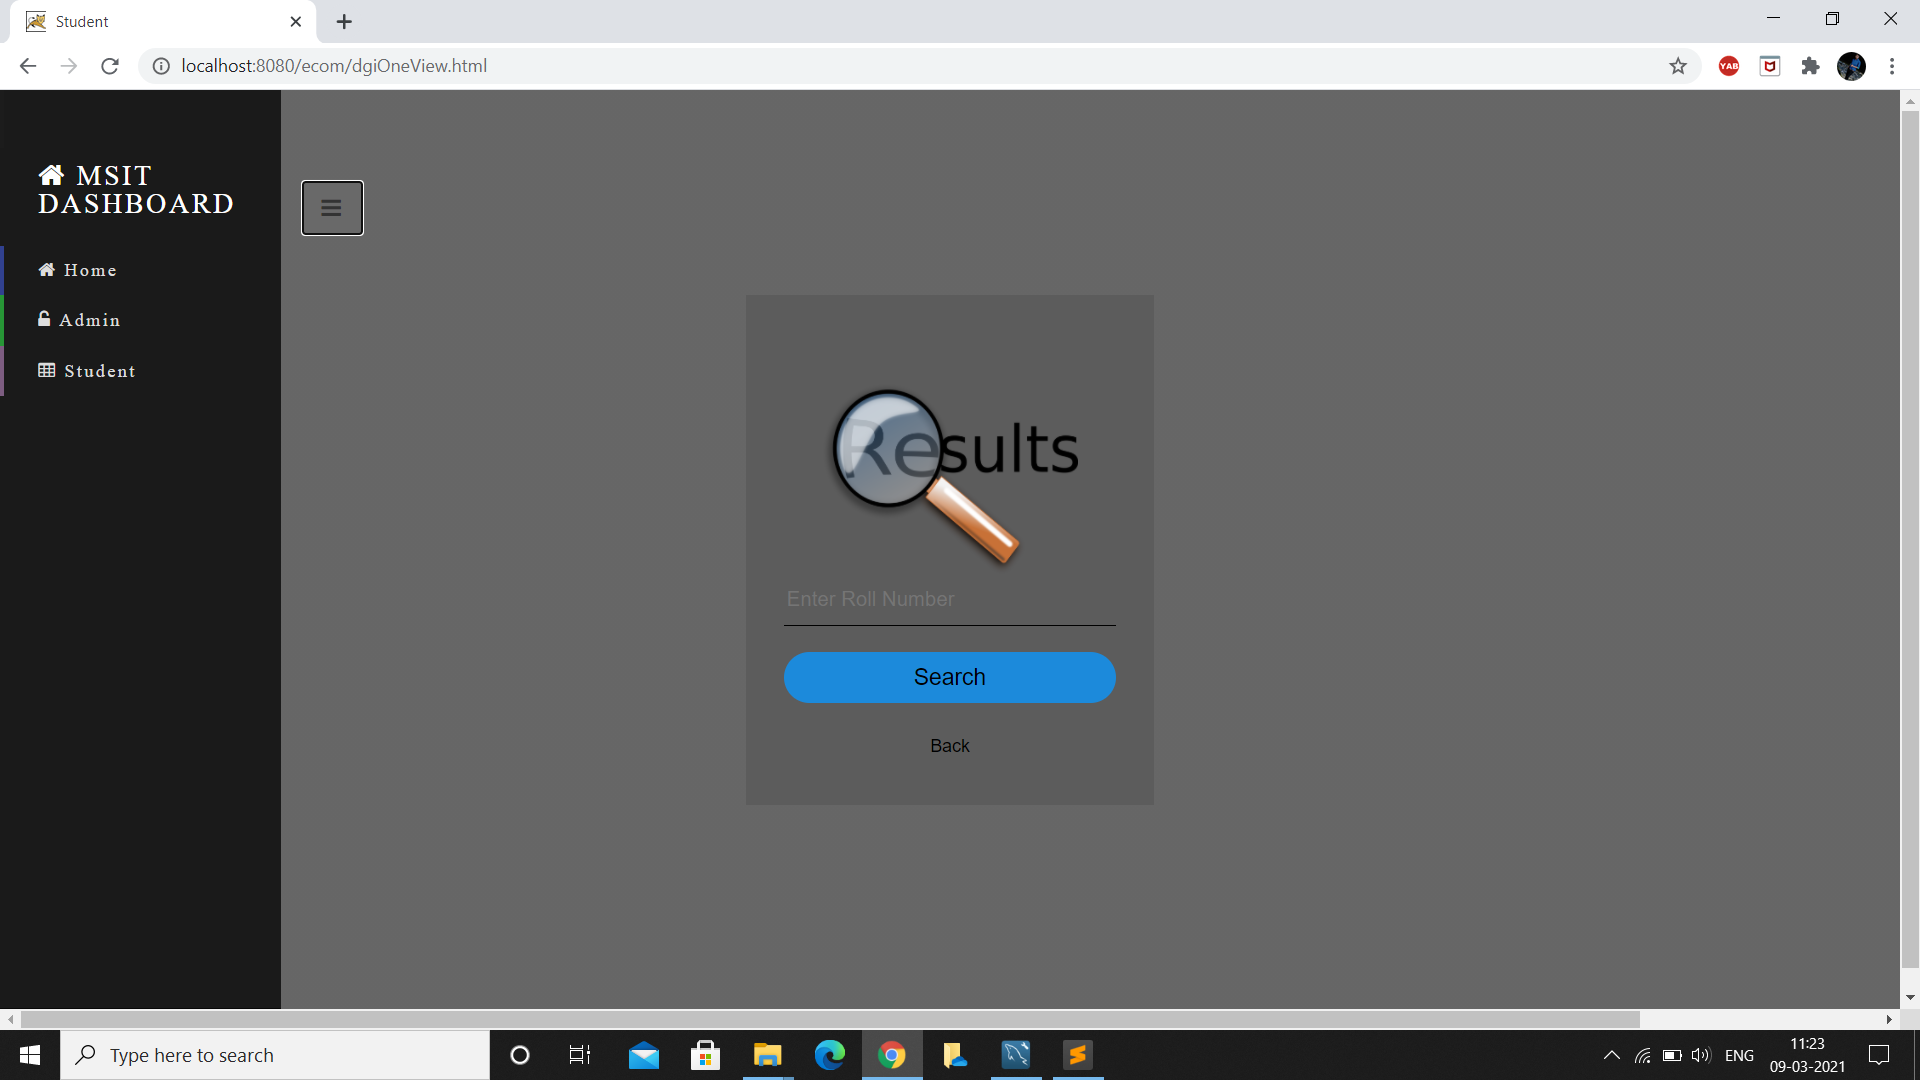 Student
localhost:8080/ecom/dgiOneView.html
YAB
MSIT
DASHBOARD
Home
Admin
Student
Results
Enter Roll Number
Search
Back
Type here to search
ENG
11:23
09-03-2021